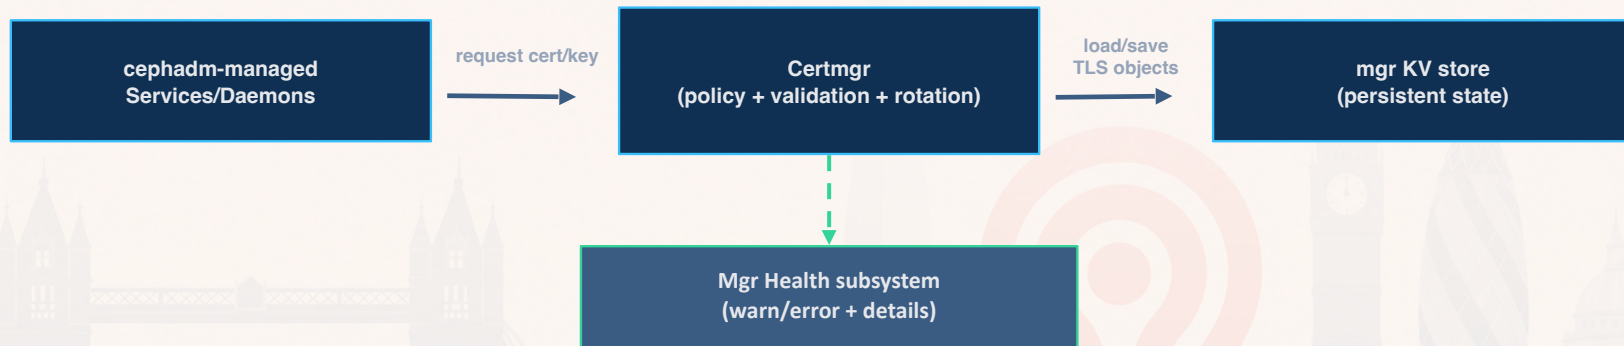 cephadm-managed
Services/Daemons
request cert/key
Certmgr
(policy + validation + rotation)
load/save
TLS objects
mgr KV store
(persistent state)
Mgr Health subsystem
(warn/error + details)